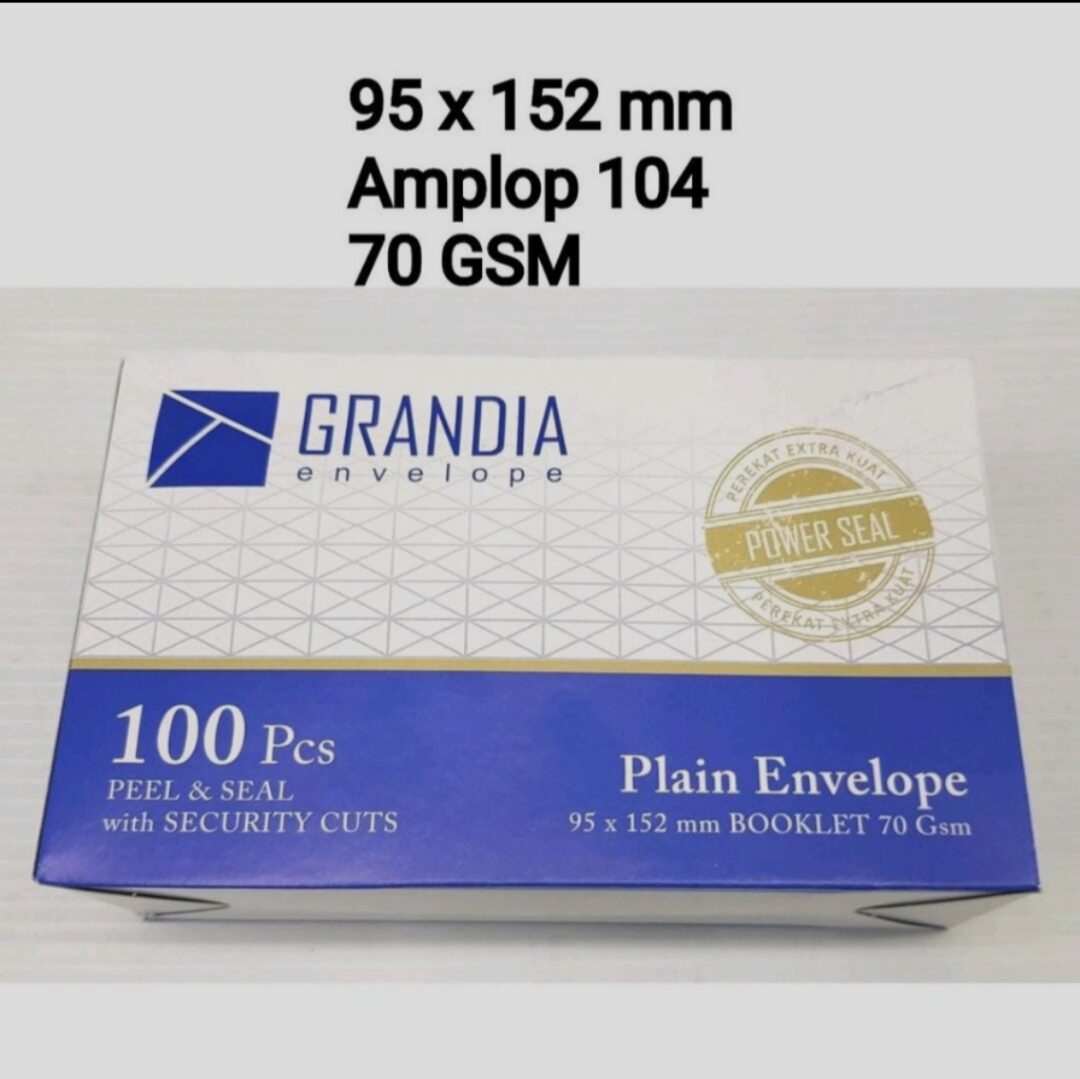 95 x 152 mm
Amplop 104
70 GSM
GRANDIA
envelope
PEREKAT EXTRA KUAT
POWER SEAL
PEREKAT EXTRA KUAT
100 Pcs
PEEL & SEAL
with SECURITY CUTS
Plain Envelope
95 x 152 mm BOOKLET 70 Gsm